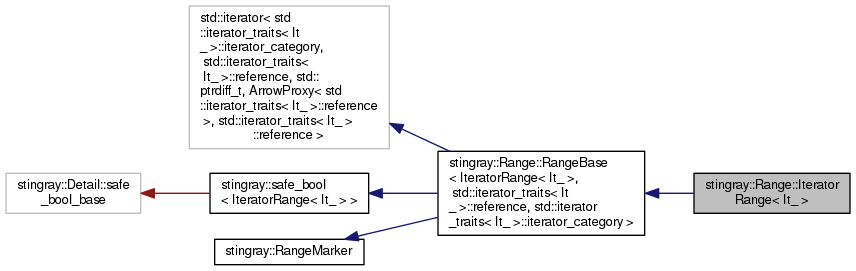 std::iterator< std
::iterator_traits< It
_ >::iterator_category,
std::iterator_traits<
It_ >::reference, std::
ptrdiff_t, ArrowProxy< std
::iterator_traits< It_ >::reference
>, std::iterator_traits< It_ >
::reference >
stingray::Detail::safe
_bool_base
stingray::safe_bool
< IteratorRange< It_ > >
stingray::RangeMarker
stingray::Range::RangeBase
< IteratorRange< It_ >,
std::iterator_traits< It
_ >::reference, std::iterator
_traits< It_ >::iterator_category >
stingray::Range::Iterator
Range< It_ >